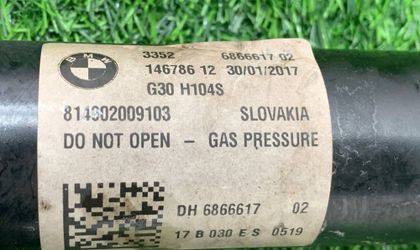 BMW
3352 6866617 02
146786 12 30/01/2017
G30 H104S
814902009103 SLOVAKIA
DO NOT OPEN - GAS PRESSURE
DH 6866617 02
17 B 030 E S 0519